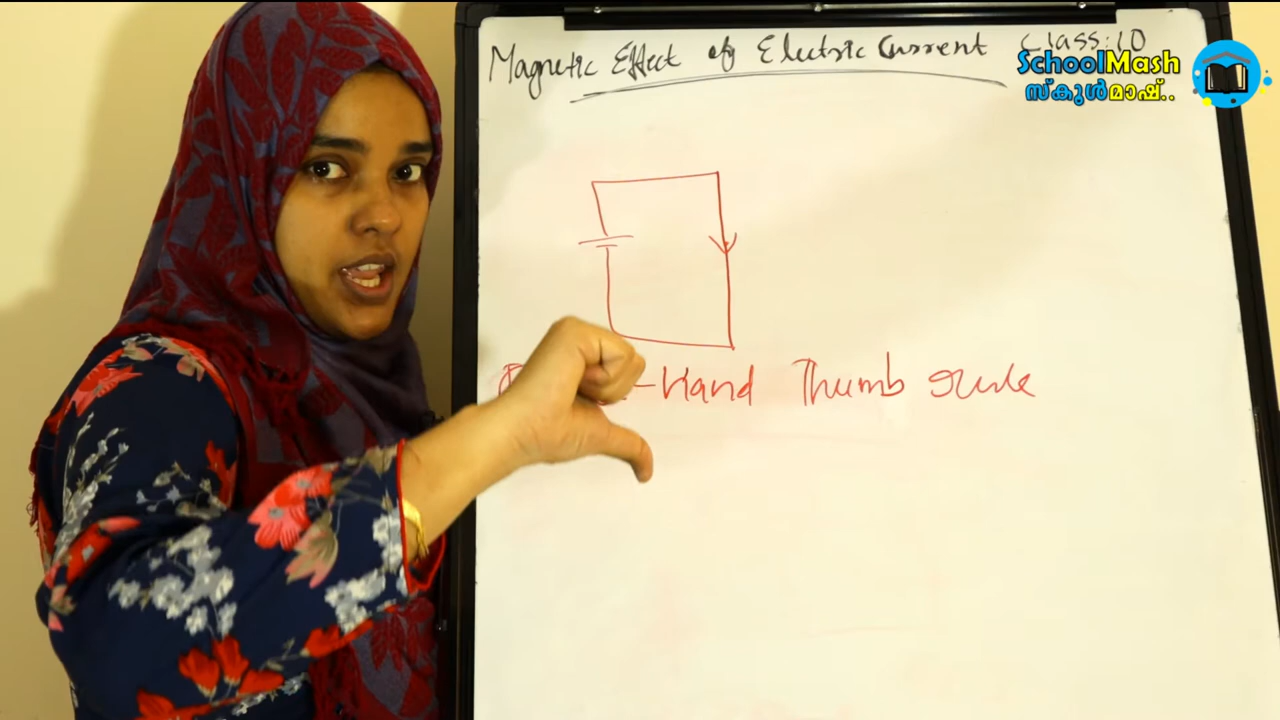 Magnetic Effect of Electric Current Class:10
SchoolMash
സ്കൂൾമാഷ്..
-Hand Thumb rule